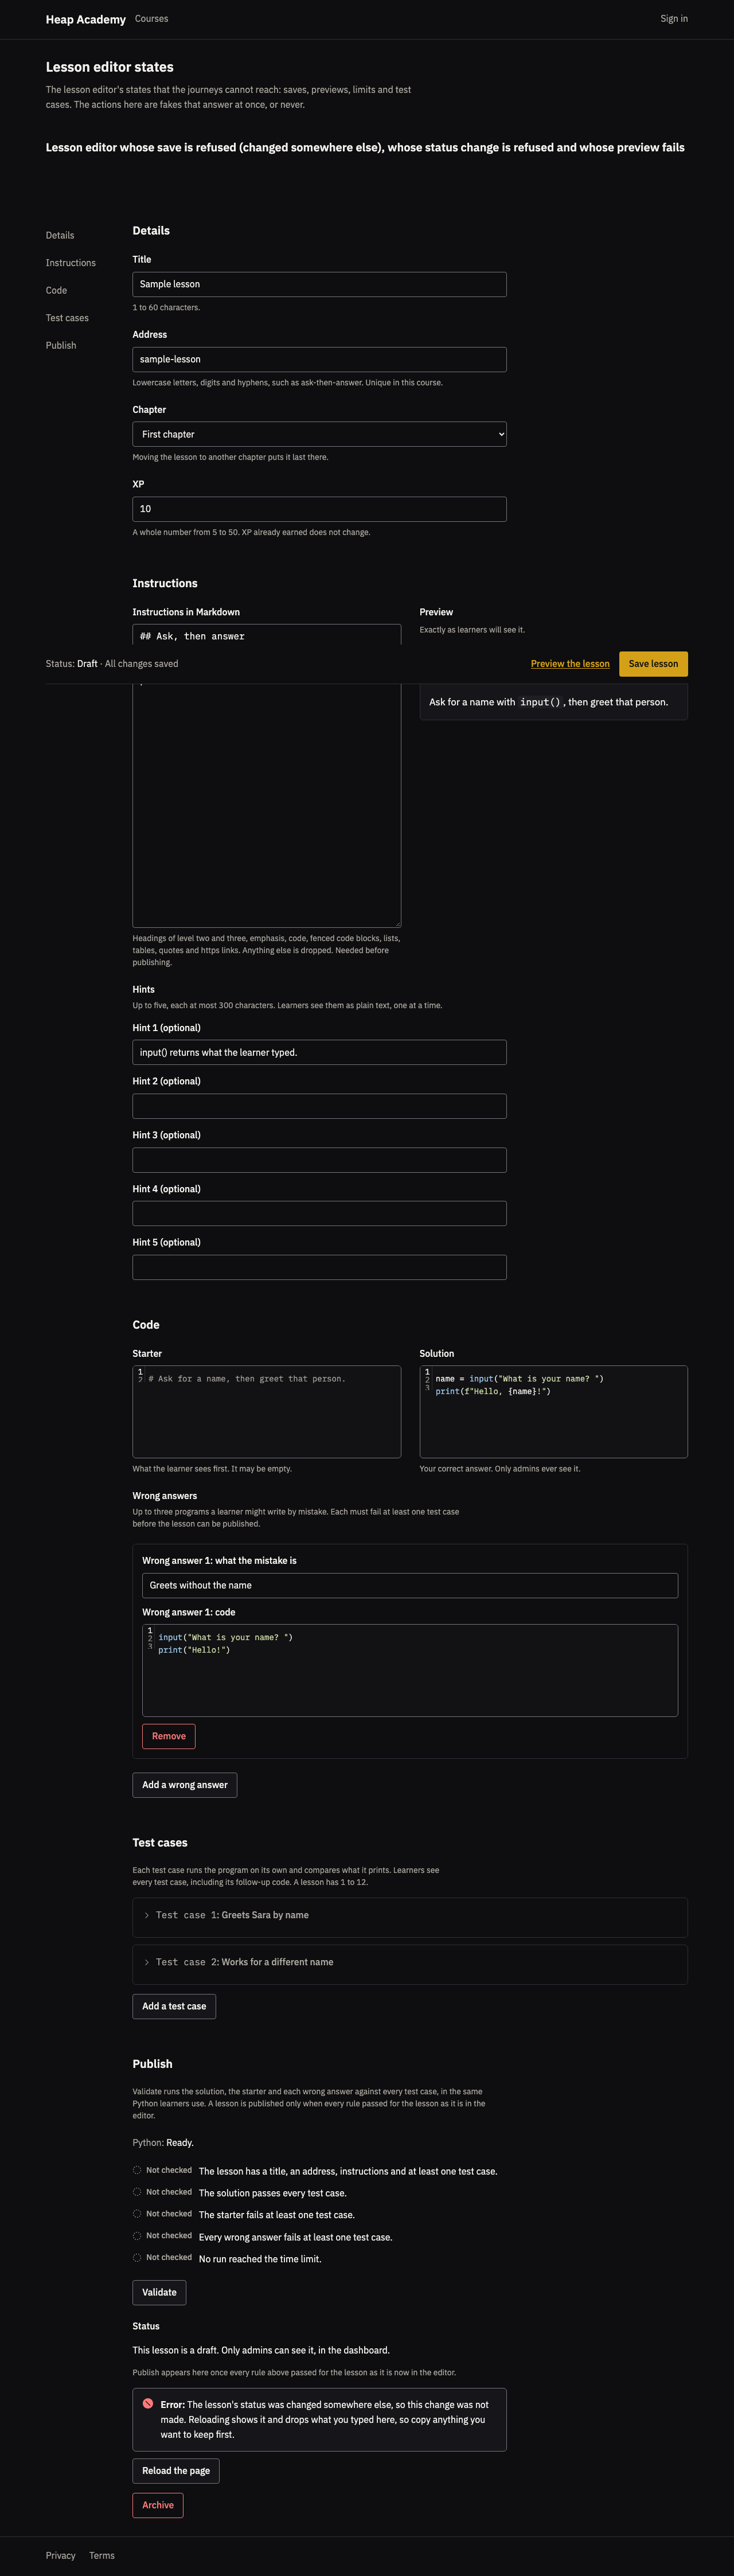 Heap Academy Courses Sign in
Lesson editor states
The lesson editor's states that the journeys cannot reach: saves, previews, limits and test
cases. The actions here are fakes that answer at once, or never.
Lesson editor whose save is refused (changed somewhere else), whose status change is refused and whose preview fails
Details
Instructions
Code
Test cases
Publish
Details
Title
Sample lesson
1 to 60 characters.
Address
sample-lesson
Lowercase letters, digits and hyphens, such as ask-then-answer. Unique in this course.
Chapter
First chapter
Moving the lesson to another chapter puts it last there.
XP
10
A whole number from 5 to 50. XP already earned does not change.
Instructions
Instructions in Markdown
## Ask, then answer
Preview
Exactly as learners will see it.
Status: Draft · All changes saved
Preview the lesson
Save lesson
Ask for a name with input(), then greet that person.
Headings of level two and three, emphasis, code, fenced code blocks, lists,
tables, quotes and https links. Anything else is dropped. Needed before
publishing.
Hints
Up to five, each at most 300 characters. Learners see them as plain text, one at a time.
Hint 1 (optional)
input() returns what the learner typed.
Hint 2 (optional)
Hint 3 (optional)
Hint 4 (optional)
Hint 5 (optional)
Code
Starter
1
2 # Ask for a name, then greet that person.
What the learner sees first. It may be empty.
Solution
1
2 name = input("What is your name? ")
3 print(f"Hello, {name}!")
Your correct answer. Only admins ever see it.
Wrong answers
Up to three programs a learner might write by mistake. Each must fail at least one test case
before the lesson can be published.
Wrong answer 1: what the mistake is
Greets without the name
Wrong answer 1: code
1
2 input("What is your name? ")
3 print("Hello!")
Remove
Add a wrong answer
Test cases
Each test case runs the program on its own and compares what it prints. Learners see
every test case, including its follow-up code. A lesson has 1 to 12.
Test case 1: Greets Sara by name
Test case 2: Works for a different name
Add a test case
Publish
Validate runs the solution, the starter and each wrong answer against every test case, in the same
Python learners use. A lesson is published only when every rule passed for the lesson as it is in the
editor.
Python: Ready.
Not checked The lesson has a title, an address, instructions and at least one test case.
Not checked The solution passes every test case.
Not checked The starter fails at least one test case.
Not checked Every wrong answer fails at least one test case.
Not checked No run reached the time limit.
Validate
Status
This lesson is a draft. Only admins can see it, in the dashboard.
Publish appears here once every rule above passed for the lesson as it is now in the editor.
Error: The lesson's status was changed somewhere else, so this change was not
made. Reloading shows it and drops what you typed here, so copy anything you
want to keep first.
Reload the page
Archive
Privacy Terms